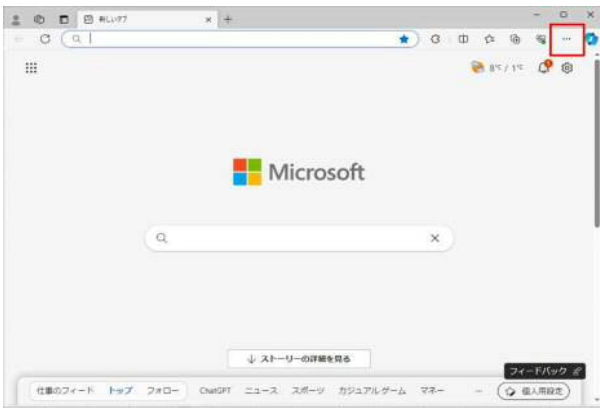 新しいタブ
8℃ / 1℃
Microsoft
ストーリーの詳細を見る
フィードバック
仕事のフィード トップ フォロー ChatGPT ニュース スポーツ カジュアルゲーム マネー ... 個人用設定